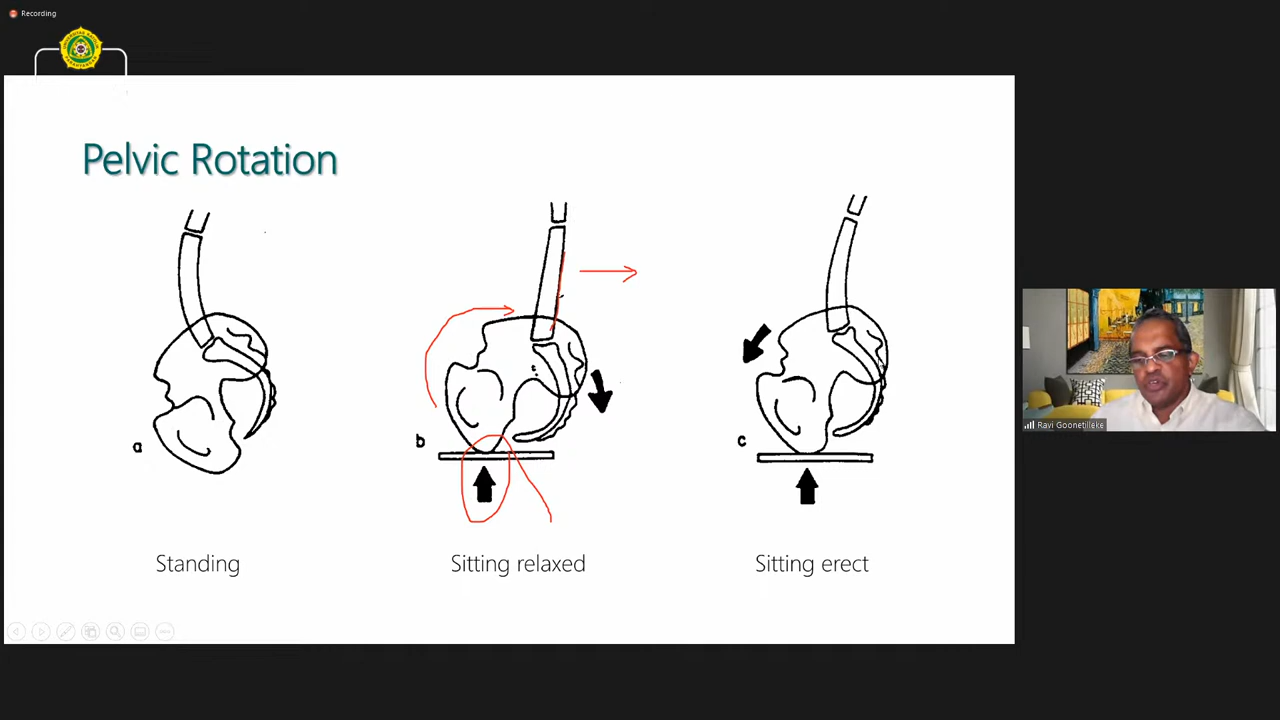 Recording
Pelvic Rotation
a
b
c
Standing
Sitting relaxed
Sitting erect
Ravi Goonetilleke